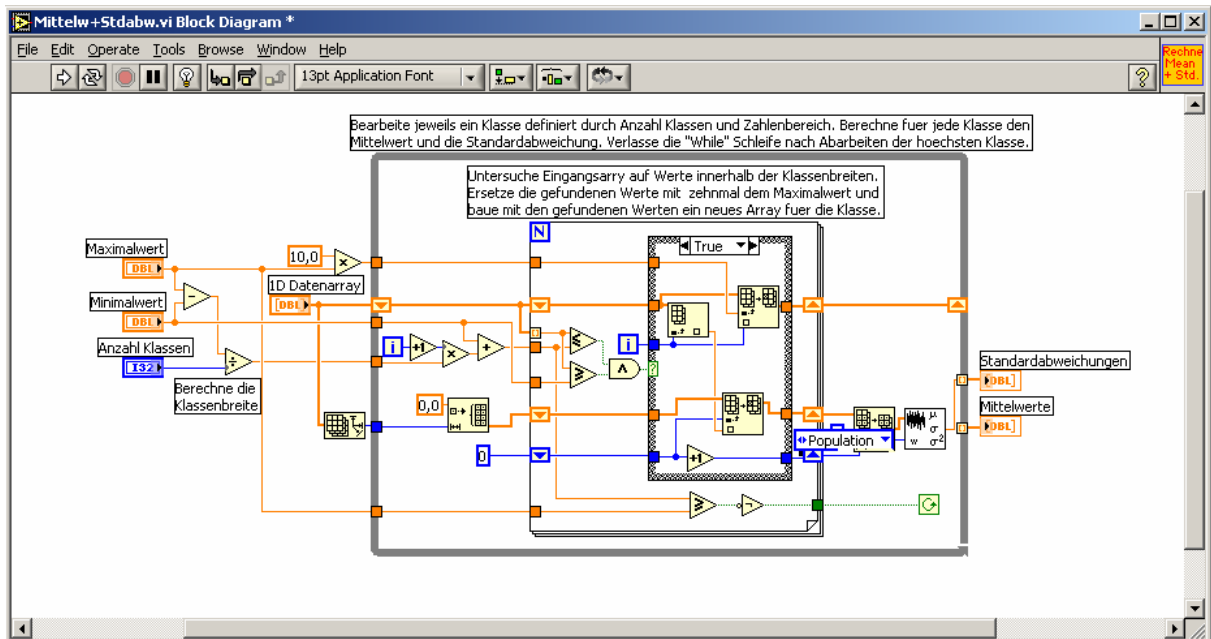 Mittelw+Stdabw.vi Block Diagram *
File Edit Operate Tools Browse Window Help
13pt Application Font
?
Rechne
Mean
+ Std.
Bearbeite jeweils ein Klasse definiert durch Anzahl Klassen und Zahlenbereich. Berechne fuer jede Klasse den
Mittelwert und die Standardabweichung. Verlasse die "While" Schleife nach Abarbeiten der hoechsten Klasse.
Untersuche Eingangsarry auf Werte innerhalb der Klassenbreiten.
Ersetze die gefundenen Werte mit zehnmal dem Maximalwert und
baue mit den gefundenen Werten ein neues Array fuer die Klasse.
N
True
Maximalwert
DBL
10,0
x
1D Datenarray
[DBL]
Minimalwert
DBL
-
i
+1
x
+
≤
≥
∧
?
i
Anzahl Klassen
I32
÷
Berechne die
Klassenbreite
0,0
0
+1
Population
μ
σ
w σ²
≥
¬
Standardabweichungen
DBL]
Mittelwerte
DBL]